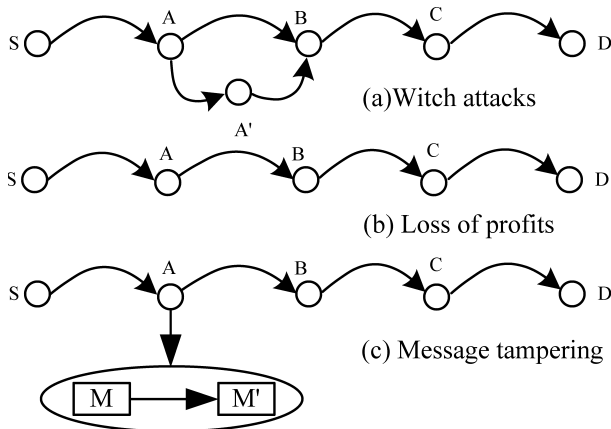 S A B C D
(a)Witch attacks
A'
S A B C D
(b) Loss of profits
S A B C D
(c) Message tampering
M M'